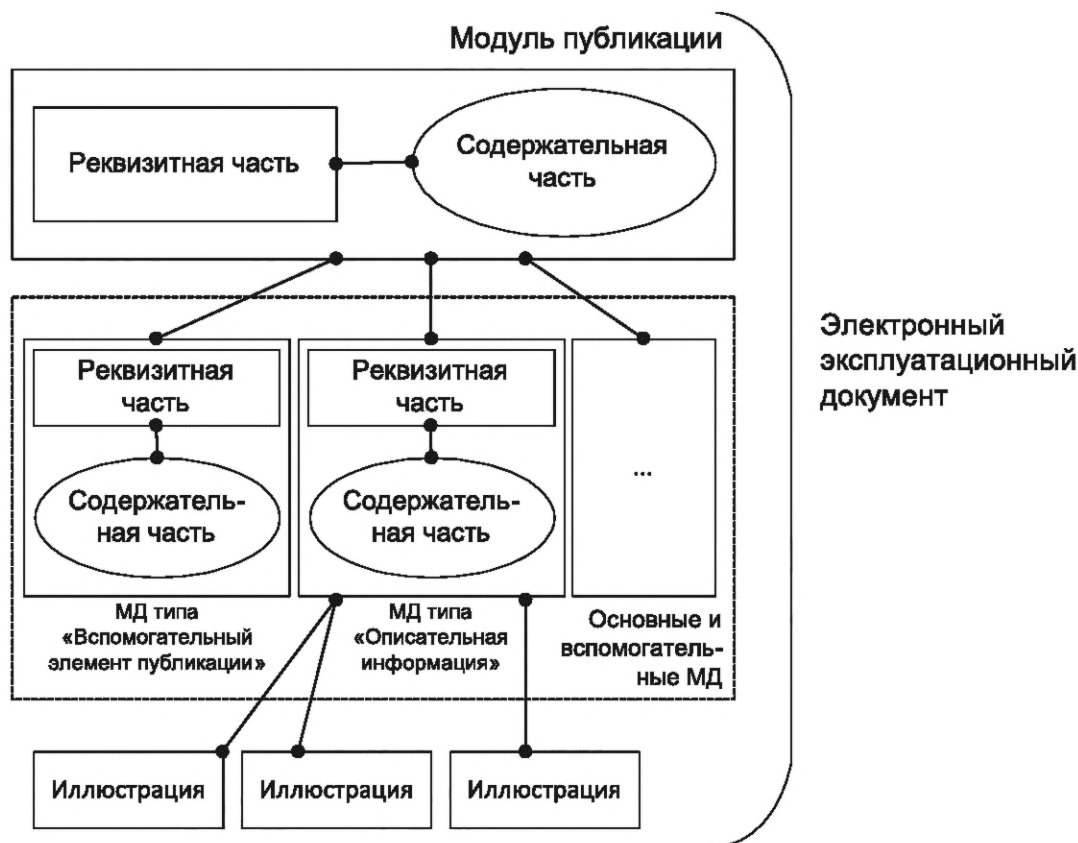 Модуль публикации
Реквизитная часть
Содержательная
часть
Электронный
эксплуатационный
документ
Реквизитная
часть
Содержатель-
ная часть
МД типа
«Вспомогательный
элемент публикации»
Реквизитная
часть
Содержатель-
ная часть
МД типа
«Описательная
информация»
...
Основные и
вспомогатель-
ные МД
Иллюстрация
Иллюстрация
Иллюстрация